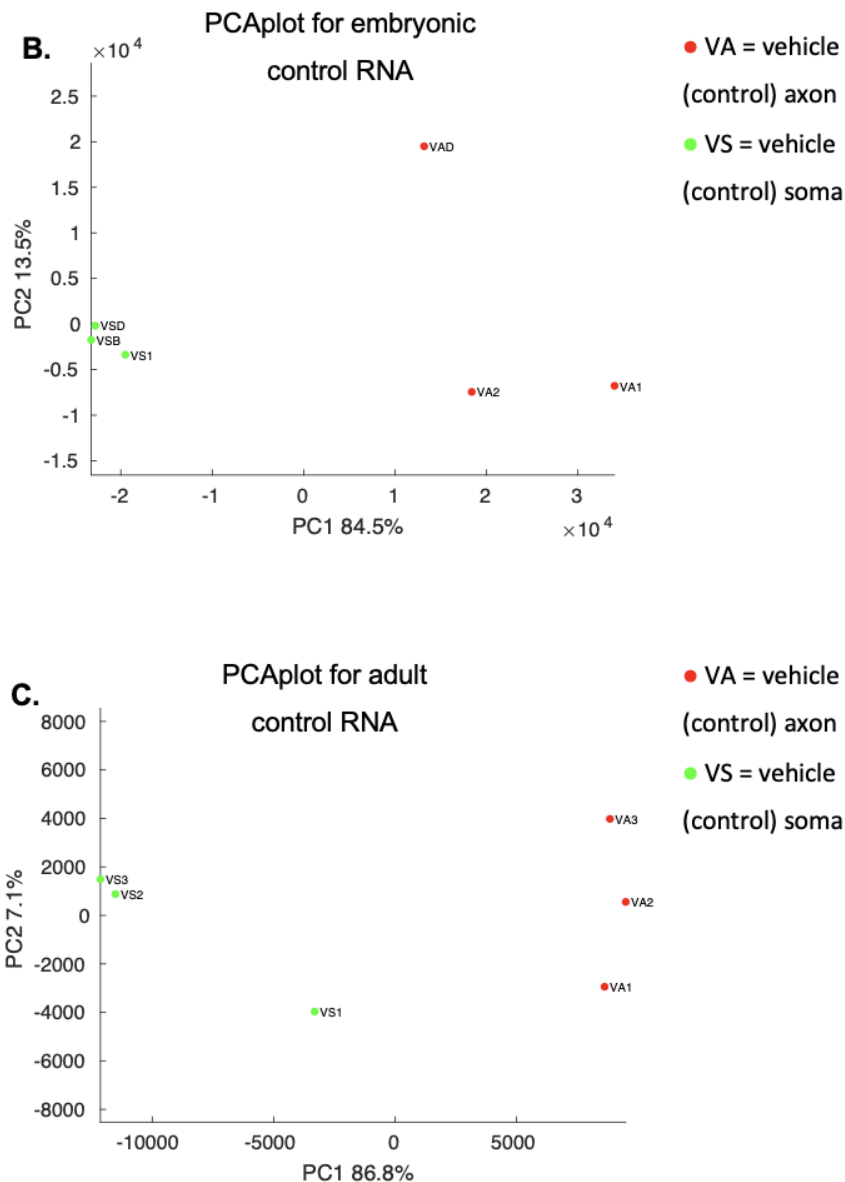 B.
PCAplot for embryonic
control RNA
×10⁴
2.5
2
1.5
1
0.5
0
-0.5
-1
-1.5
PC2 13.5%
VAD
VSD
VSB
VS1
VA2
VA1
-2
-1
0
1
2
3
PC1 84.5%
×10⁴
VA = vehicle
(control) axon
VS = vehicle
(control) soma
C.
PCAplot for adult
control RNA
8000
6000
4000
2000
0
-2000
-4000
-6000
-8000
PC2 7.1%
VA3
VS3
VS2
VA2
VA1
VS1
-10000
-5000
0
5000
PC1 86.8%
VA = vehicle
(control) axon
VS = vehicle
(control) soma